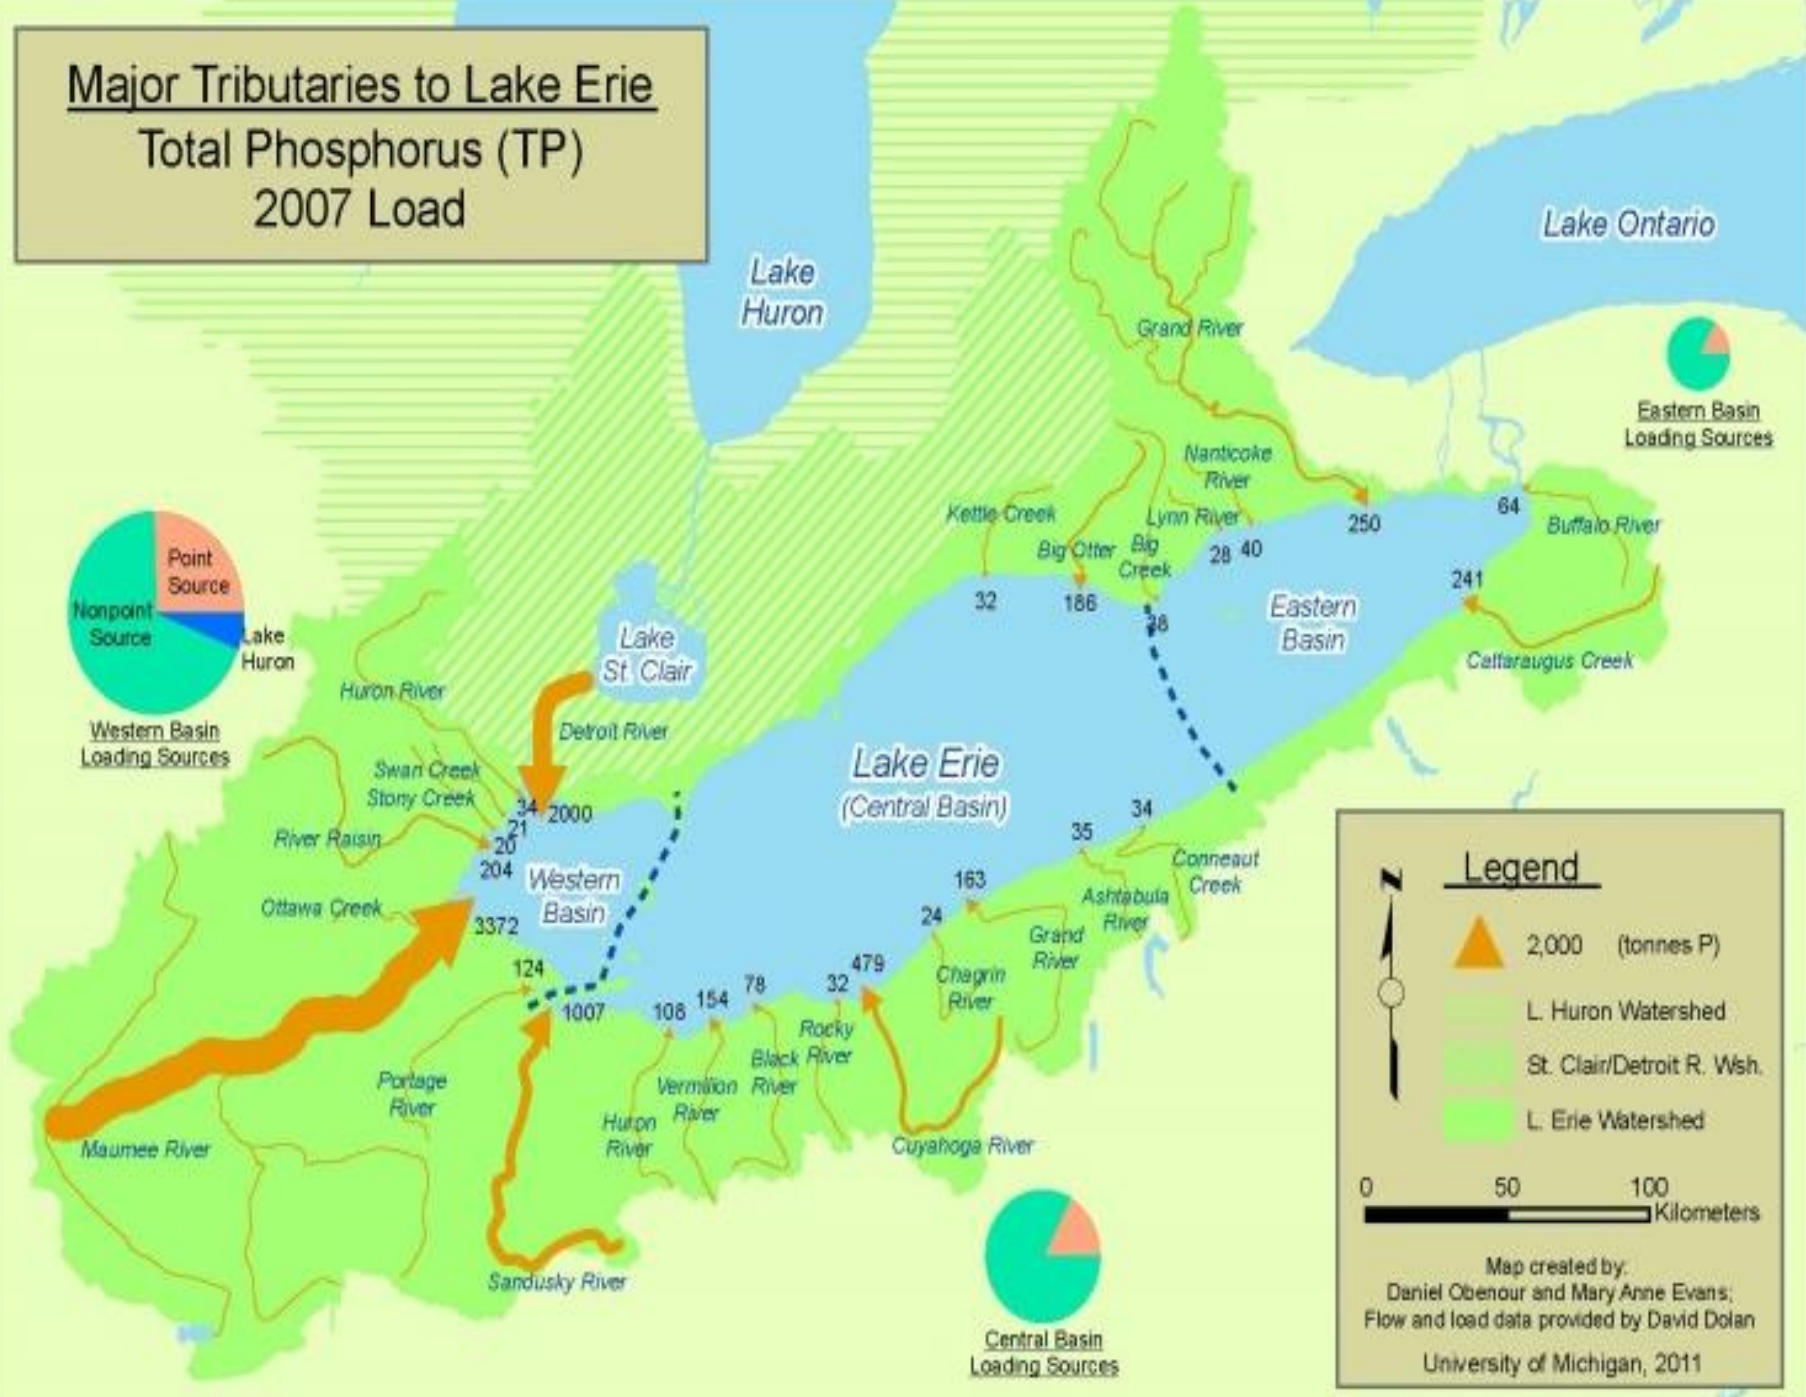 Major Tributaries to Lake Erie
Total Phosphorus (TP)
2007 Load
Lake
Huron
Lake Ontario
Grand River
Eastern Basin
Loading Sources
Nanticoke
River
Kettle Creek
Lynn River
Big Otter
Big
Creek
250
64
Buffalo River
28
40
32
186
38
241
Eastern
Basin
Cattaraugus Creek
Point
Source
Nonpoint
Source
Lake
Huron
Western Basin
Loading Sources
Lake
St. Clair
Huron River
Detroit River
Swan Creek
Stony Creek
River Raisin
34
2000
21
20
204
Ottawa Creek
Western
Basin
3372
Lake Erie
(Central Basin)
34
35
Conneaut
Creek
163
Ashtabula
River
24
Grand
River
124
1007
108
154
78
32
479
Chagrin
River
Rocky
River
Black
River
Vermilion
River
Huron
River
Portage
River
Cuyahoga River
Maumee River
Sandusky River
Central Basin
Loading Sources
Legend
N
2,000 (tonnes P)
L. Huron Watershed
St. Clair/Detroit R. Wsh.
L. Erie Watershed
0 50 100
Kilometers
Map created by:
Daniel Obenour and Mary Anne Evans;
Flow and load data provided by David Dolan
University of Michigan, 2011